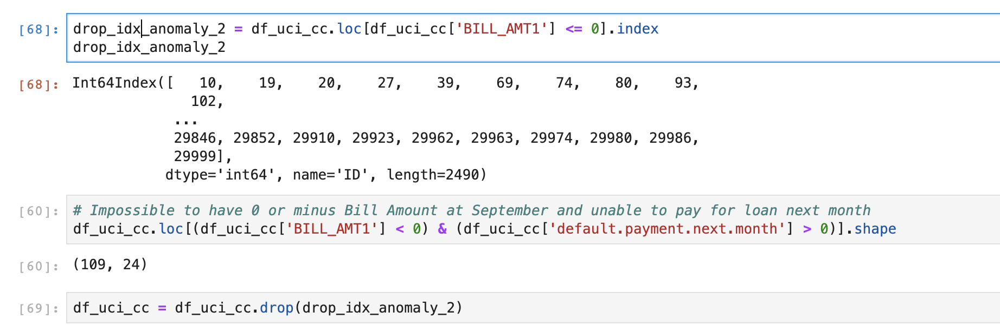 [68]: drop_idx_anomaly_2 = df_uci_cc.loc[df_uci_cc['BILL_AMT1'] <= 0].index
drop_idx_anomaly_2
[68]: Int64Index([   10,    19,    20,    27,    39,    69,    74,    80,    93,
102,
...
29846, 29852, 29910, 29923, 29962, 29963, 29974, 29980, 29986,
29999],
dtype='int64', name='ID', length=2490)
[60]: # Impossible to have 0 or minus Bill Amount at September and unable to pay for loan next month
df_uci_cc.loc[(df_uci_cc['BILL_AMT1'] < 0) & (df_uci_cc['default.payment.next.month'] > 0)].shape
[60]: (109, 24)
[69]: df_uci_cc = df_uci_cc.drop(drop_idx_anomaly_2)